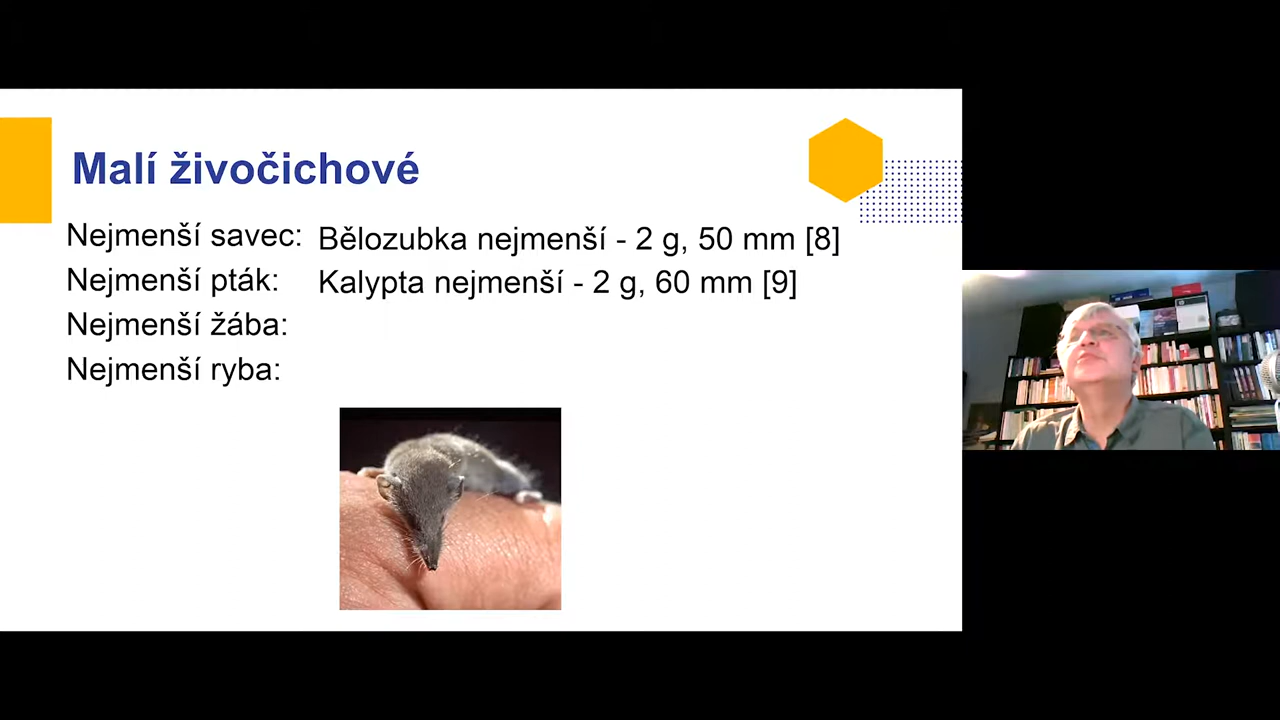 Malí živočichové
Nejmenší savec: Bělozubka nejmenší - 2 g, 50 mm [8]
Nejmenší pták: Kalypta nejmenší - 2 g, 60 mm [9]
Nejmenší žába:
Nejmenší ryba: